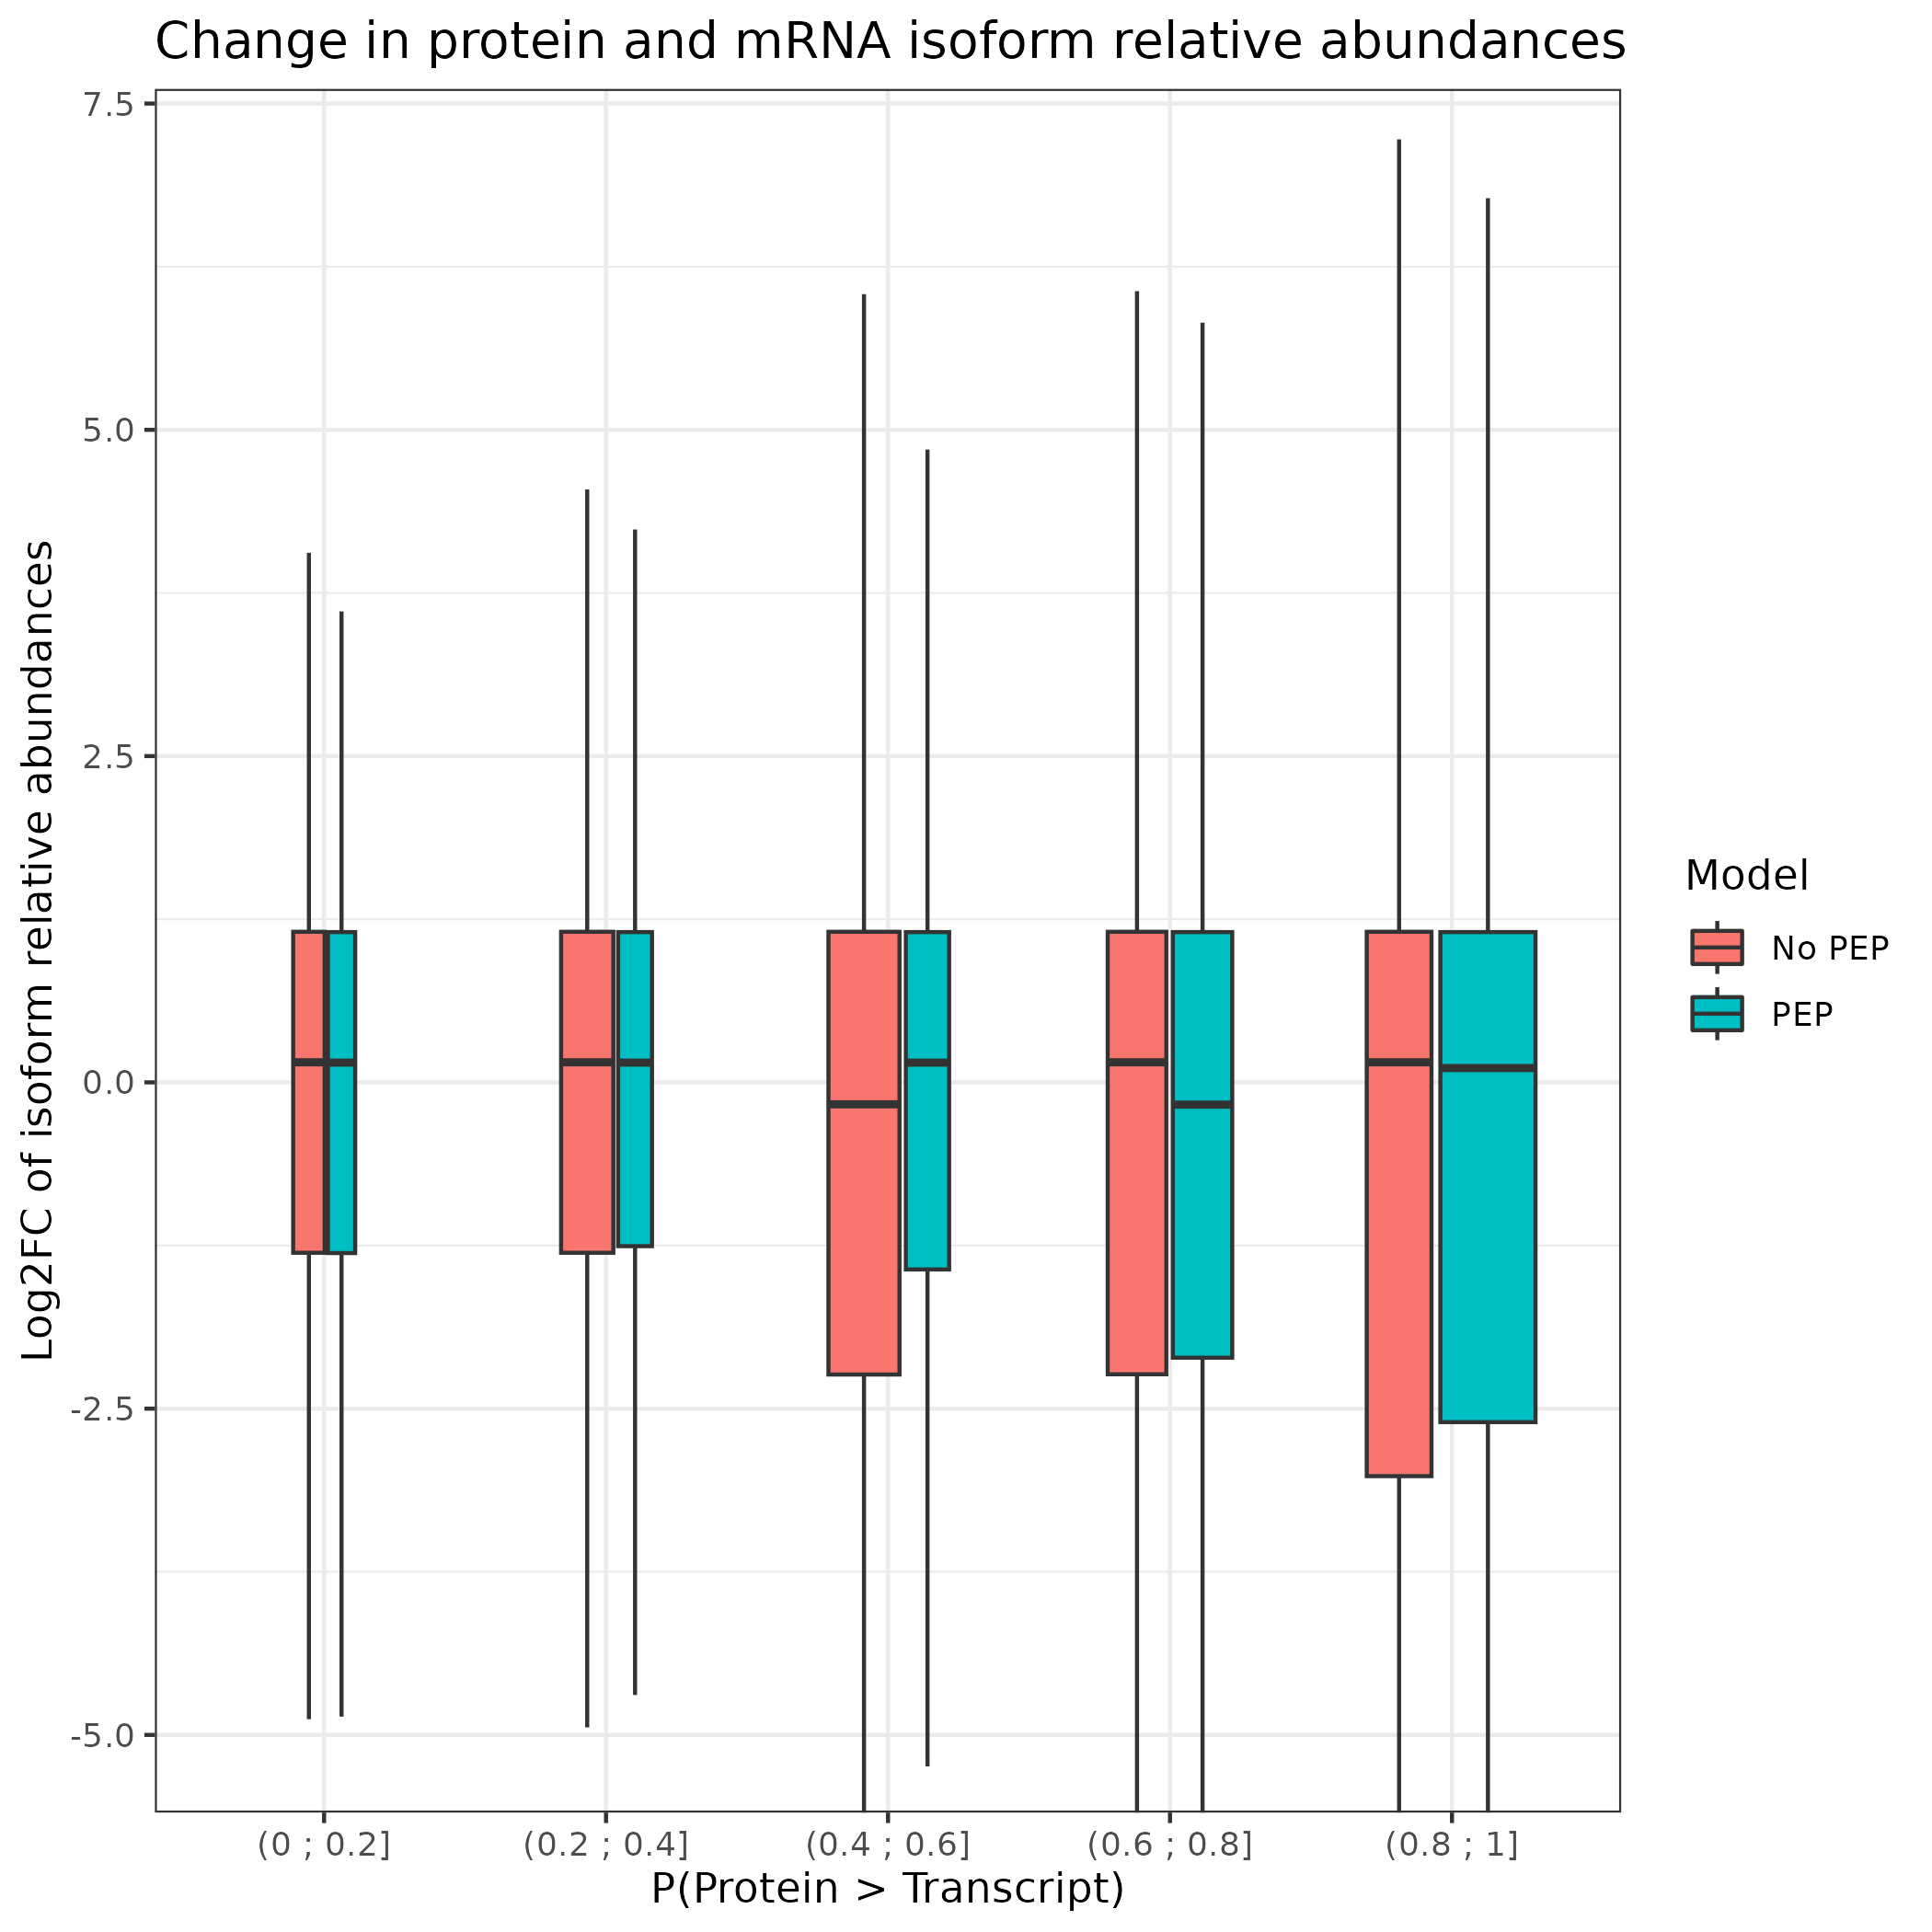 Change in protein and mRNA isoform relative abundances
Log2FC of isoform relative abundances
7.5
5.0
2.5
0.0
-2.5
-5.0
(0 ; 0.2]
(0.2 ; 0.4]
(0.4 ; 0.6]
(0.6 ; 0.8]
(0.8 ; 1]
P(Protein > Transcript)
Model
No PEP
PEP